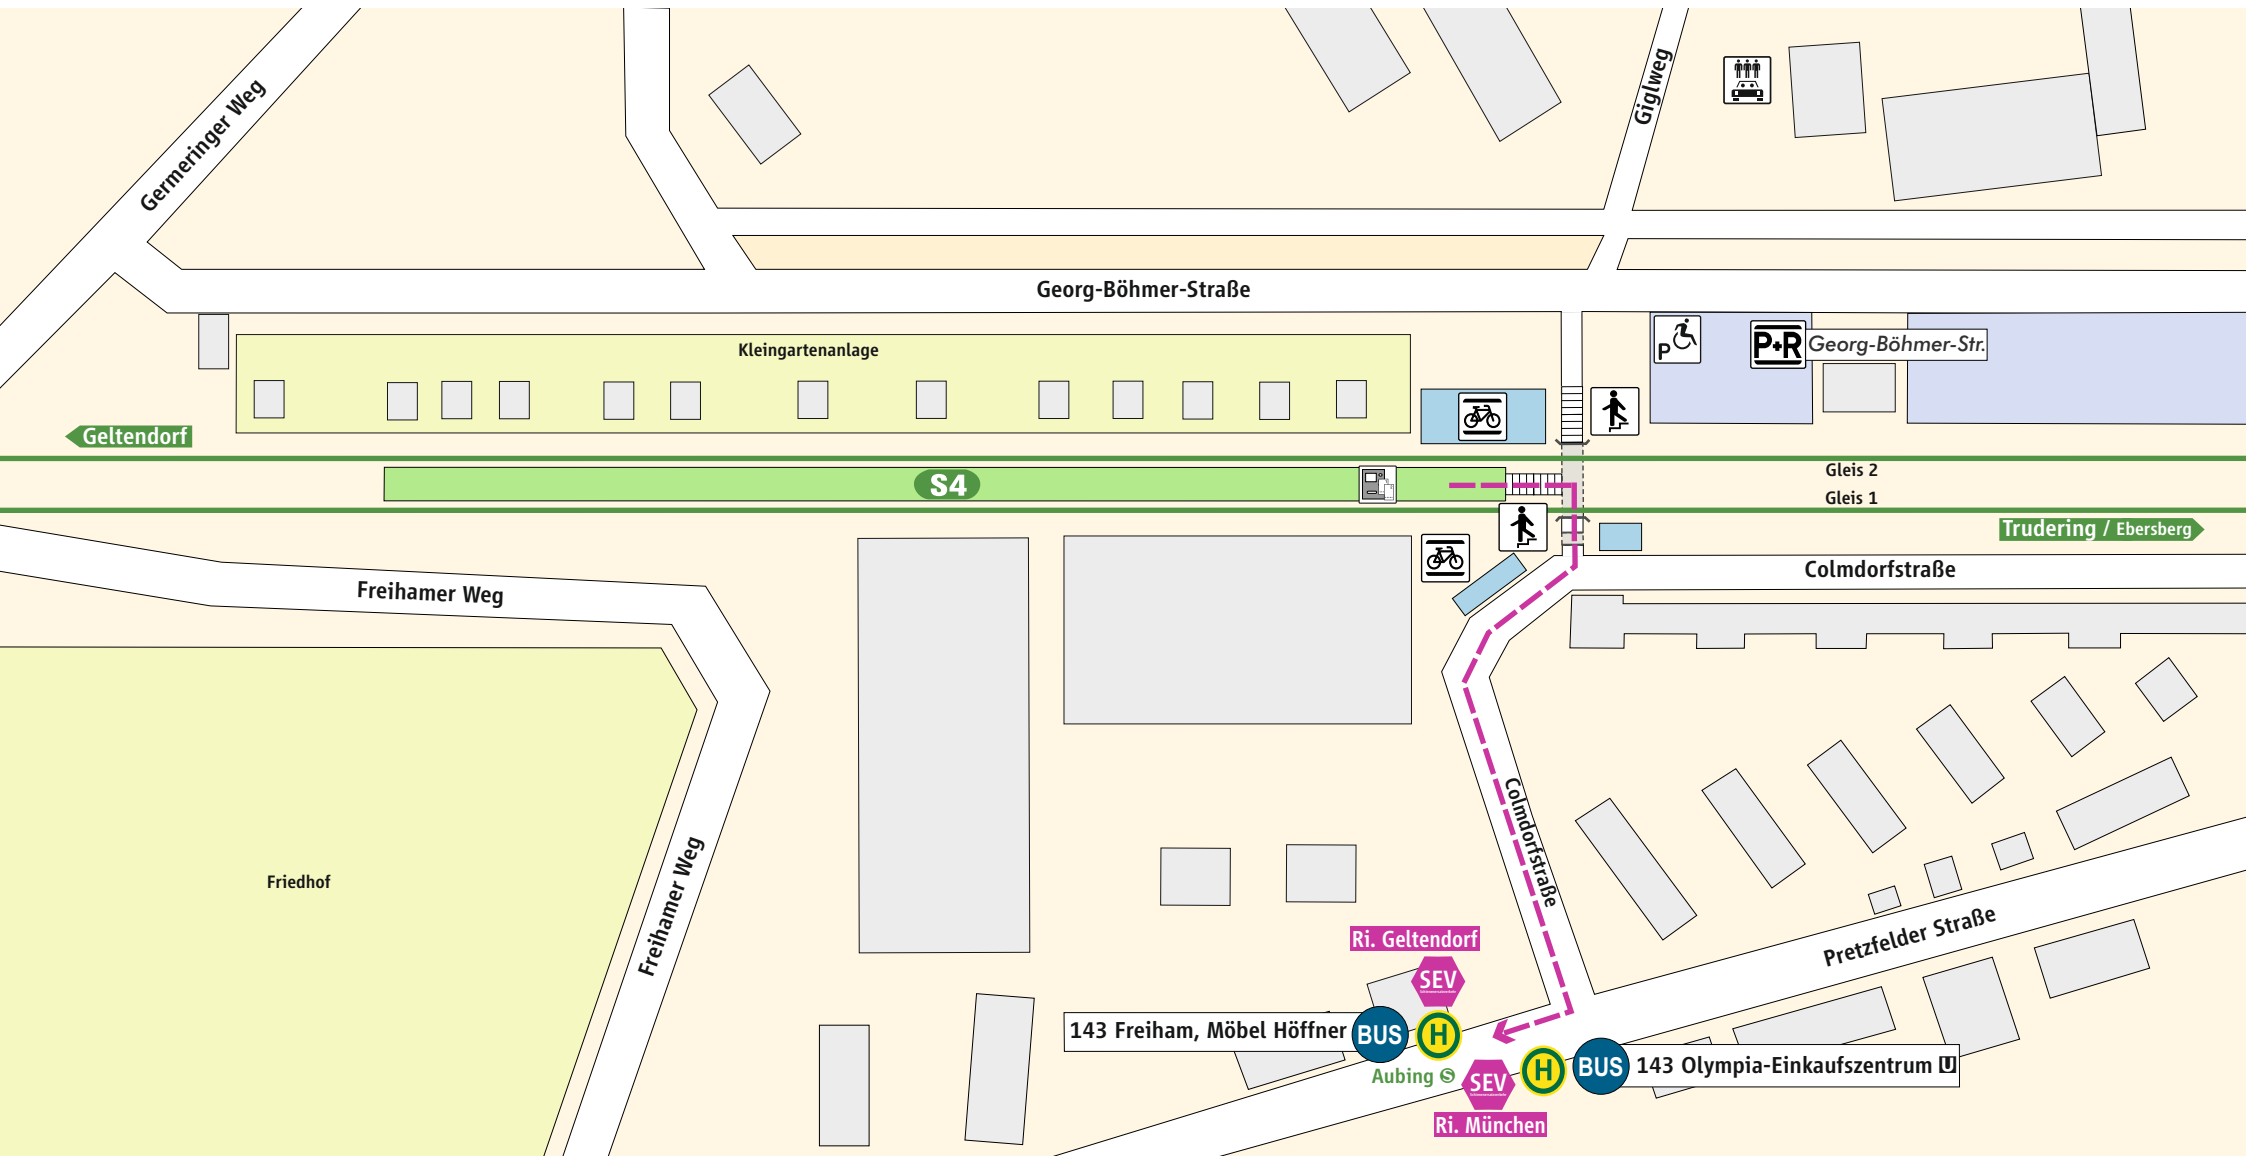 Germeringer Weg
Giglweg
Georg-Böhmer-Straße
Kleingartenanlage
P
P+R
Georg-Böhmer-Str.
Geltendorf
S4
Gleis 2
Gleis 1
Trudering / Ebersberg
Colmdorfstraße
Freihamer Weg
Freihamer Weg
Friedhof
Colmdorfstraße
Pretzfelder Straße
Ri. Geltendorf
SEV
143 Freiham, Möbel Höffner
BUS
H
Aubing S
SEV
H
BUS
143 Olympia-Einkaufszentrum U
Ri. München